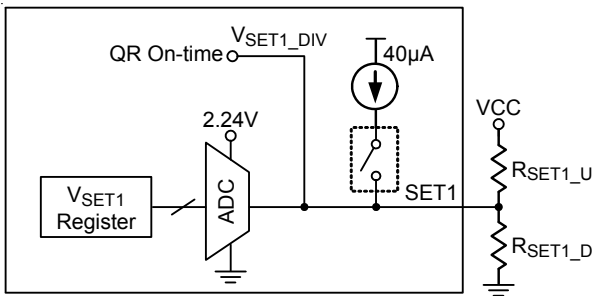 VSET1_DIV
QR On-time
40µA
2.24V
VCC
RSET1_U
VSET1
Register
ADC
SET1
RSET1_D